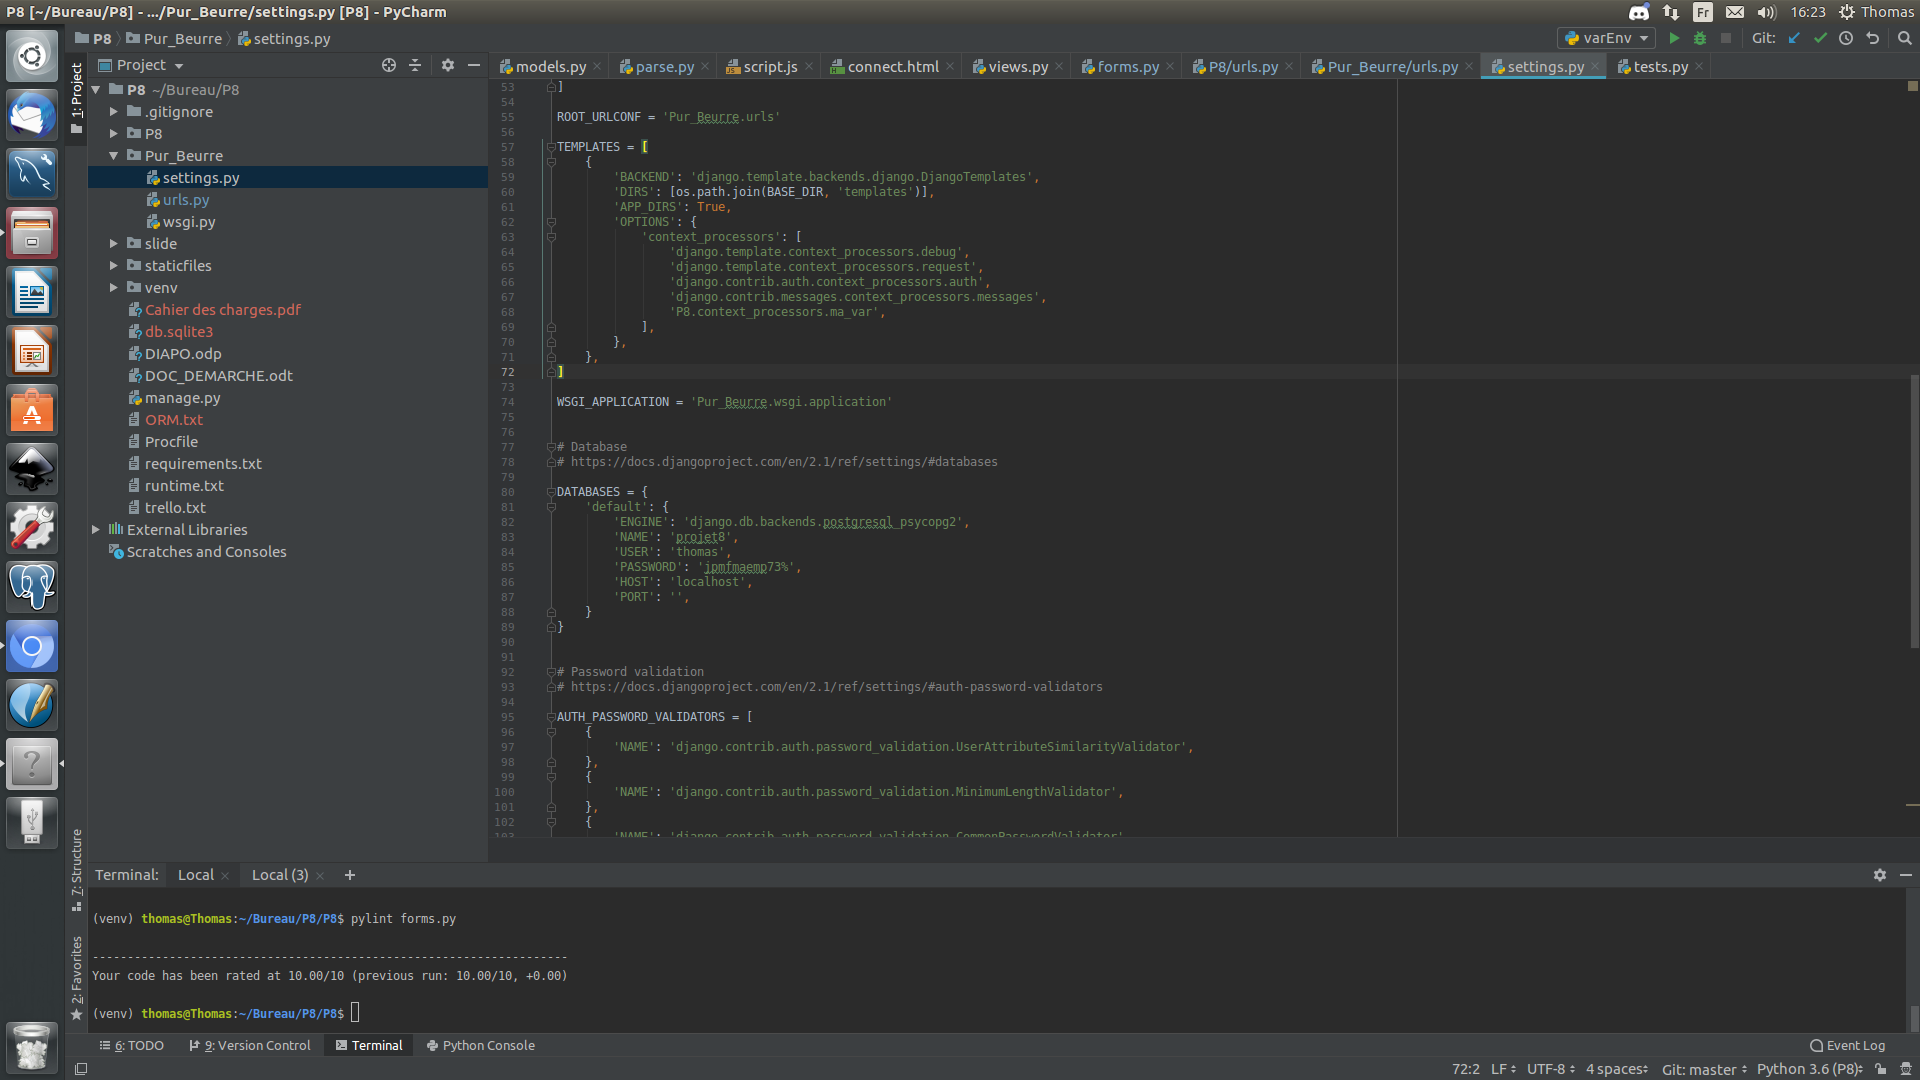 P8 [~/Bureau/P8] - .../Pur_Beurre/settings.py [P8] - PyCharm
Fr
16:23
Thomas
P8
Pur_Beurre
settings.py
varEnv
Git:
1: Project
Project
models.py
parse.py
script.js
connect.html
views.py
forms.py
P8/urls.py
Pur_Beurre/urls.py
settings.py
tests.py
P8 ~/Bureau/P8
.gitignore
P8
Pur_Beurre
settings.py
urls.py
wsgi.py
slide
staticfiles
venv
Cahier des charges.pdf
db.sqlite3
DIAPO.odp
DOC_DEMARCHE.odt
manage.py
ORM.txt
Procfile
requirements.txt
runtime.txt
trello.txt
External Libraries
Scratches and Consoles
53 ]
54
55 ROOT_URLCONF = 'Pur_Beurre.urls'
56
57 TEMPLATES = [
58     {
59         'BACKEND': 'django.template.backends.django.DjangoTemplates',
60         'DIRS': [os.path.join(BASE_DIR, 'templates')],
61         'APP_DIRS': True,
62         'OPTIONS': {
63             'context_processors': [
64                 'django.template.context_processors.debug',
65                 'django.template.context_processors.request',
66                 'django.contrib.auth.context_processors.auth',
67                 'django.contrib.messages.context_processors.messages',
68                 'P8.context_processors.ma_var',
69             ],
70         },
71     },
72 ]
73
74 WSGI_APPLICATION = 'Pur_Beurre.wsgi.application'
75
76
77 # Database
78 # https://docs.djangoproject.com/en/2.1/ref/settings/#databases
79
80 DATABASES = {
81     'default': {
82         'ENGINE': 'django.db.backends.postgresql_psycopg2',
83         'NAME': 'projet8',
84         'USER': 'thomas',
85         'PASSWORD': 'jpmfmaemp73%',
86         'HOST': 'localhost',
87         'PORT': '',
88     }
89 }
90
91
92 # Password validation
93 # https://docs.djangoproject.com/en/2.1/ref/settings/#auth-password-validators
94
95 AUTH_PASSWORD_VALIDATORS = [
96     {
97         'NAME': 'django.contrib.auth.password_validation.UserAttributeSimilarityValidator',
98     },
99     {
100         'NAME': 'django.contrib.auth.password_validation.MinimumLengthValidator',
101     },
102     {
103         'NAME': 'django.contrib.auth.password_validation.CommonPasswordValidator'
7: Structure
2: Favorites
Terminal: Local Local (3) +
(venv) thomas@Thomas:~/Bureau/P8/P8$ pylint forms.py
--------------------------------------------------------------------
Your code has been rated at 10.00/10 (previous run: 10.00/10, +0.00)
(venv) thomas@Thomas:~/Bureau/P8/P8$
6: TODO
9: Version Control
Terminal
Python Console
Event Log
72:2 LF UTF-8 4 spaces Git: master Python 3.6 (P8)